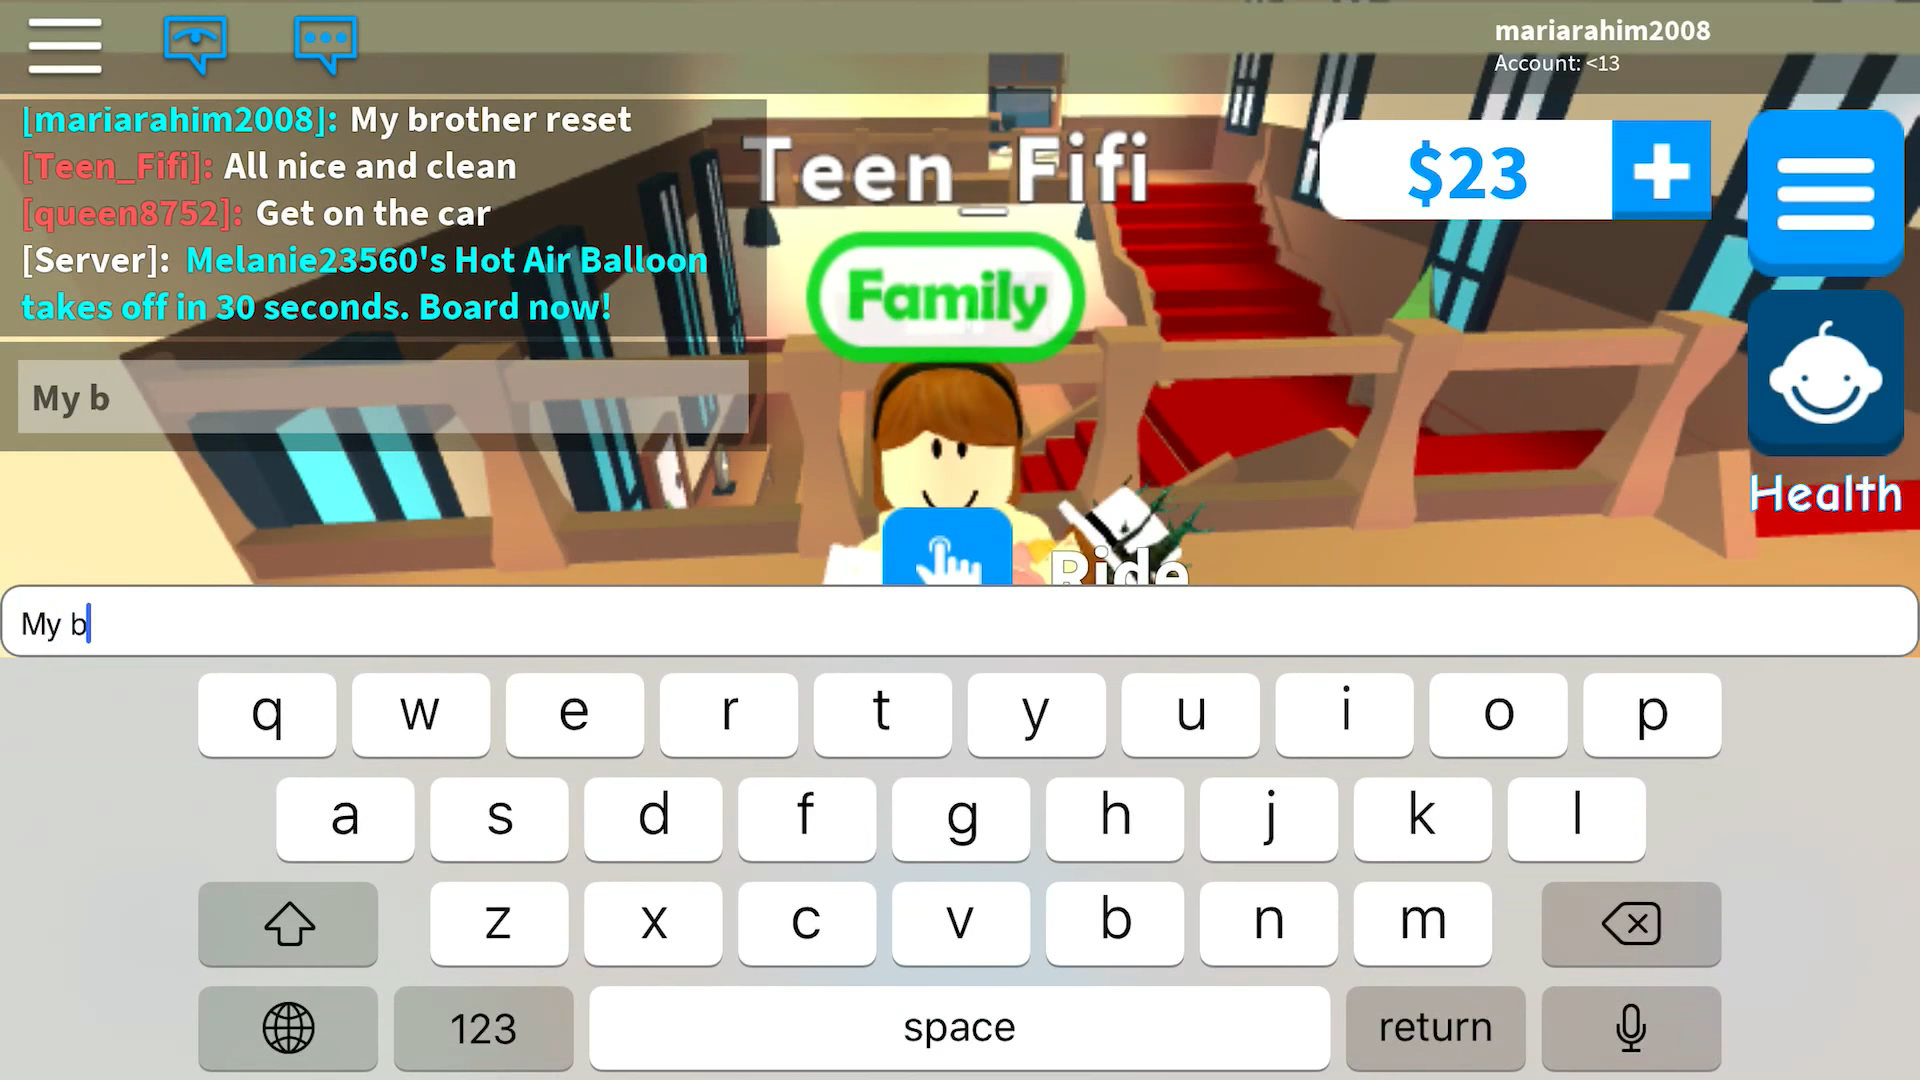 mariarahim2008
Account: <13
[mariarahim2008]: My brother reset
[Teen_Fifi]: All nice and clean
[queen8752]: Get on the car
[Server]: Melanie23560's Hot Air Balloon
takes off in 30 seconds. Board now!
My b
Teen_Fifi
Family
$23
Health
Ride
My b
q w e r t y u i o p
a s d f g h j k l
z x c v b n m
123 space return